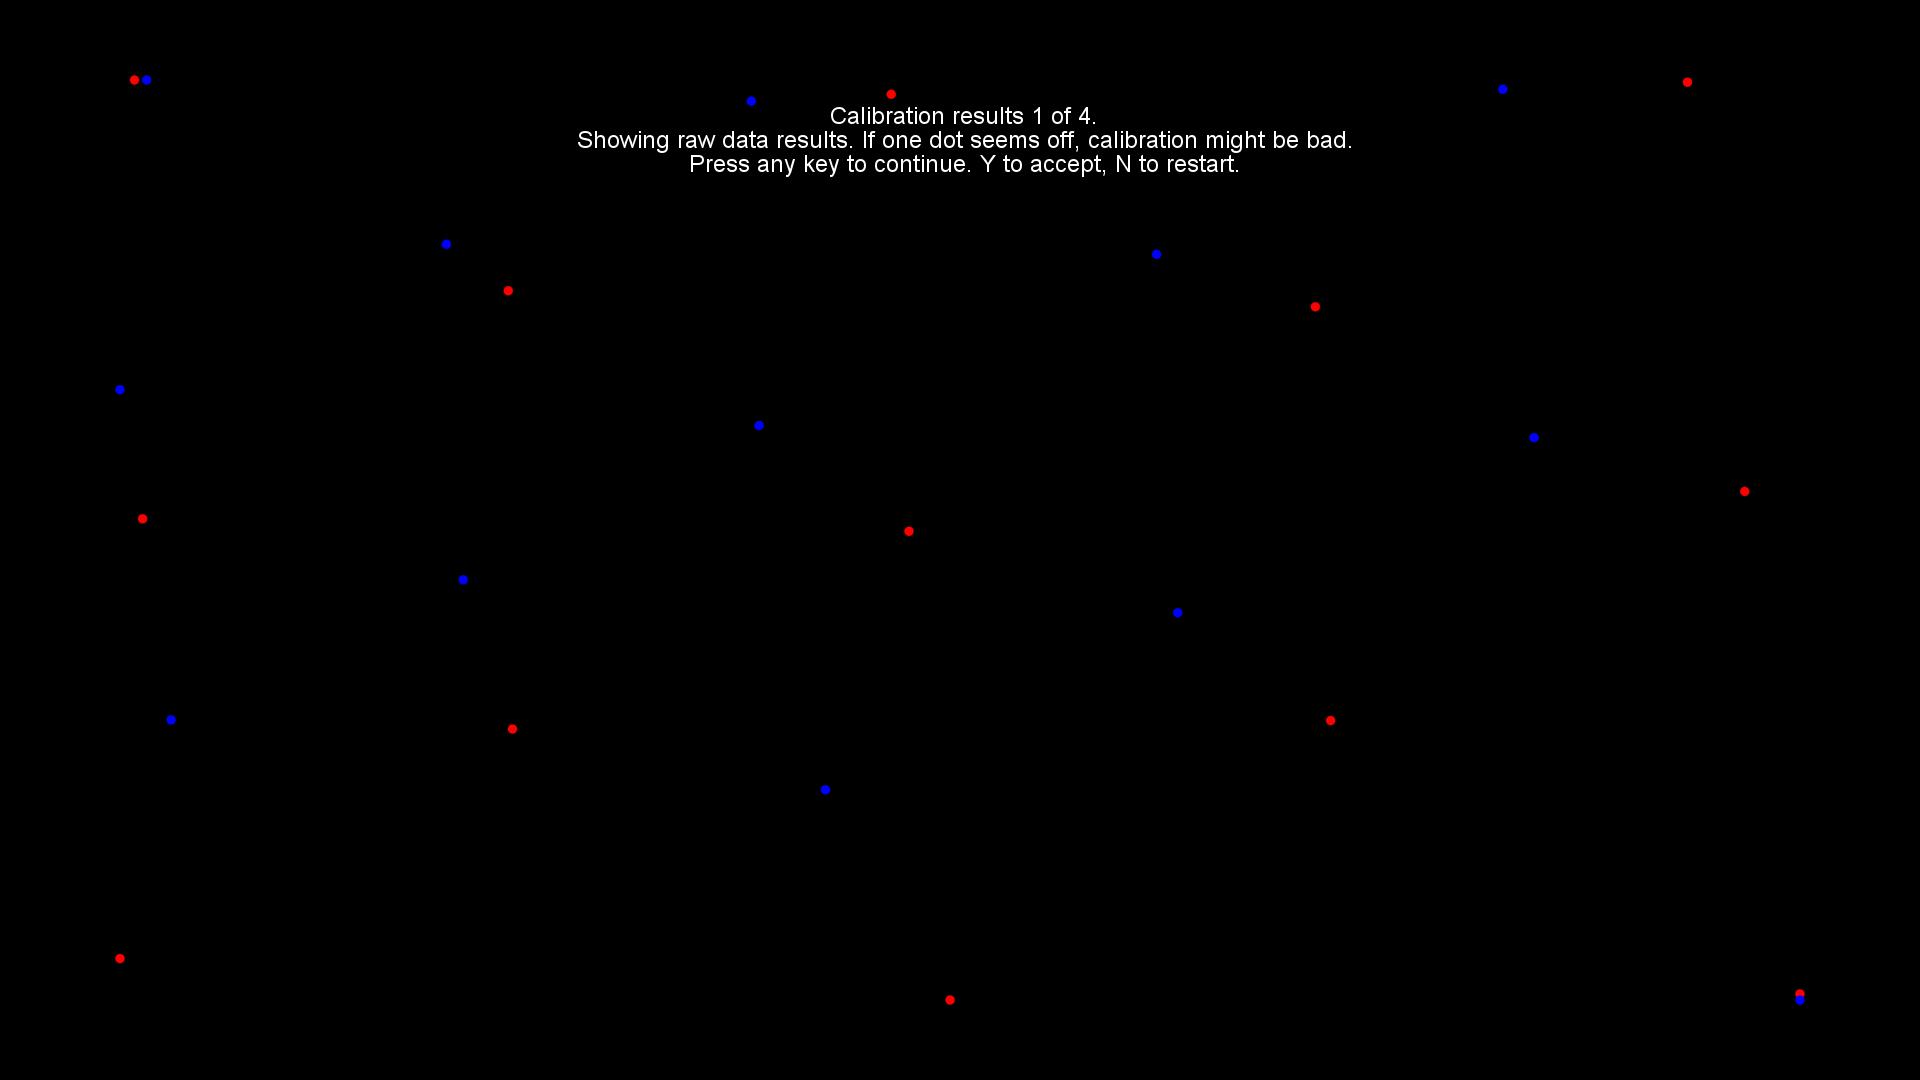 Calibration results 1 of 4.
Showing raw data results. If one dot seems off, calibration might be bad.
Press any key to continue. Y to accept, N to restart.